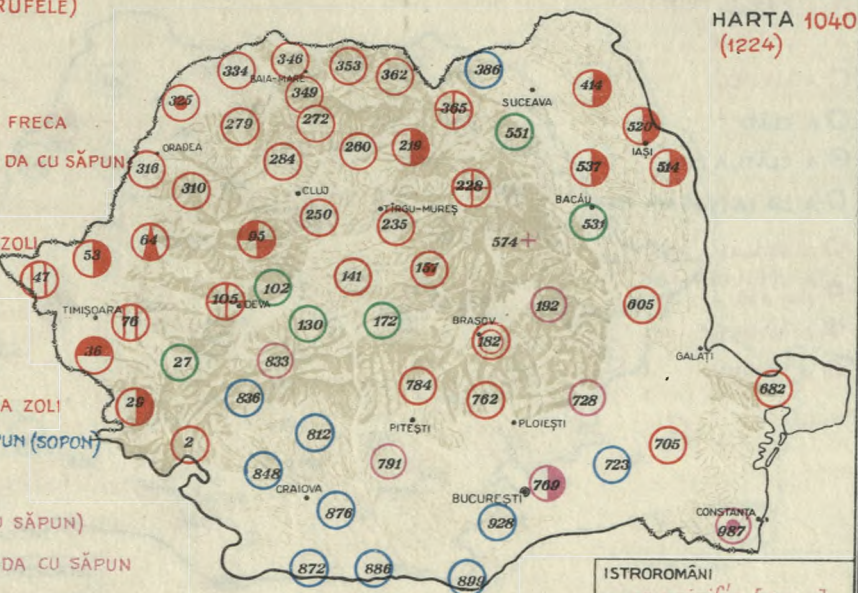 RUFELE)
HARTA 1040
(1224)
FRECA
DA CU SĂPUN
ZOLI
A ZOLI
PUN (SOPON)
U SĂPUN)
DA CU SĂPUN
334
346
BAIA-MARE
353
362
386
325
349
365
SUCEAVA
414
279
272
551
520
ORADEA
IAȘI
316
284
260
219
537
514
310
CLUJ
228
BACĂU
250
TÎRGU-MUREȘ
235
531
64
95
574
53
47
141
157
102
105
DEVA
192
605
TIMIȘOARA
76
130
172
BRAȘOV
182
36
27
833
GALAȚI
784
682
29
836
762
728
PITEȘTI
PLOIEȘTI
2
812
705
791
723
848
CRAIOVA
769
BUCUREȘTI
876
928
CONSTANȚA
987
872
886
899
ISTROROMÂNI